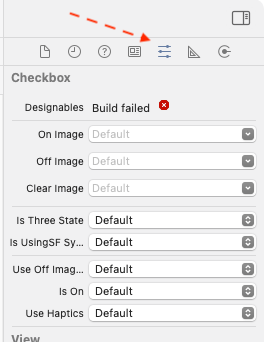 Checkbox
Designables Build failed
On Image Default
Off Image Default
Clear Image Default
Is Three State Default
Is UsingSF Sy... Default
Use Off Imag... Default
Is On Default
Use Haptics Default
View